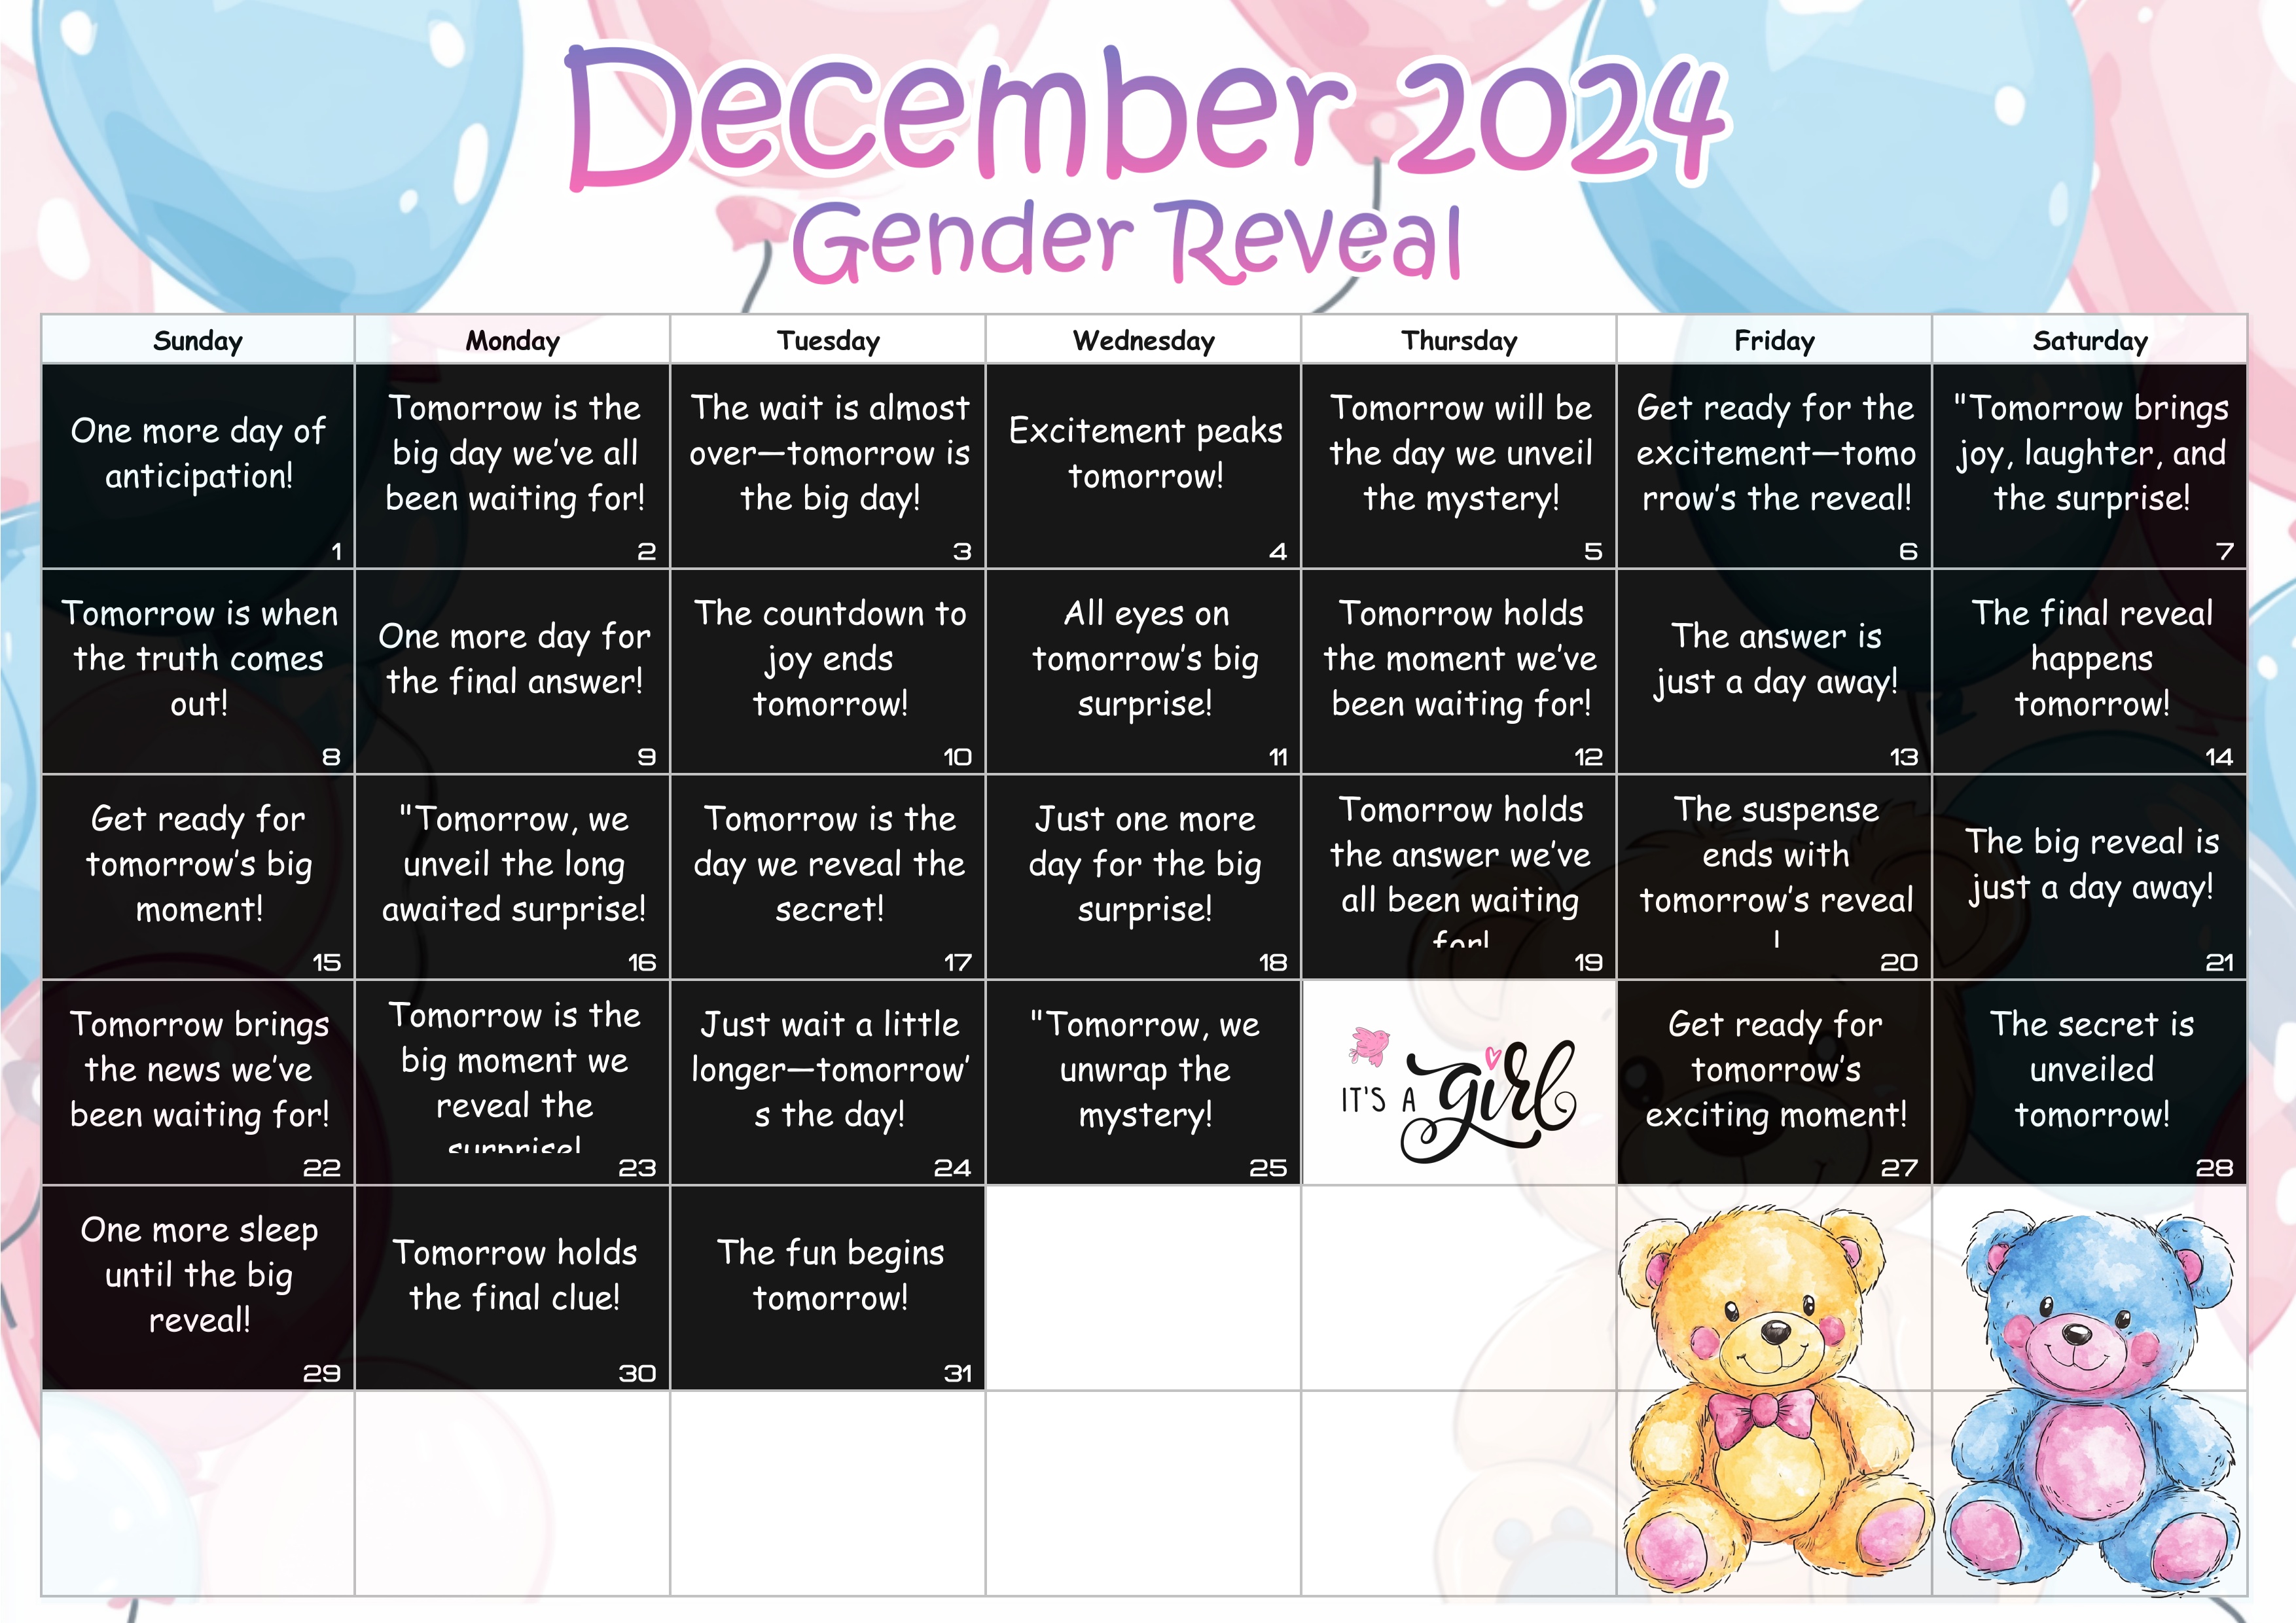 December 2024
Gender Reveal
Sunday
Monday
Tuesday
Wednesday
Thursday
Friday
Saturday
One more day of
anticipation!
1
Tomorrow is the
big day we've all
been waiting for!
2
The wait is almost
over—tomorrow is
the big day!
3
Excitement peaks
tomorrow!
4
Tomorrow will be
the day we unveil
the mystery!
5
Get ready for the
excitement—tomo
rrow's the reveal!
6
"Tomorrow brings
joy, laughter, and
the surprise!
7
Tomorrow is when
the truth comes
out!
8
One more day for
the final answer!
9
The countdown to
joy ends
tomorrow!
10
All eyes on
tomorrow's big
surprise!
11
Tomorrow holds
the moment we've
been waiting for!
12
The answer is
just a day away!
13
The final reveal
happens
tomorrow!
14
Get ready for
tomorrow's big
moment!
15
"Tomorrow, we
unveil the long
awaited surprise!
16
Tomorrow is the
day we reveal the
secret!
17
Just one more
day for the big
surprise!
18
Tomorrow holds
the answer we've
all been waiting
for!
19
The suspense
ends with
tomorrow's reveal
!
20
The big reveal is
just a day away!
21
Tomorrow brings
the news we've
been waiting for!
22
Tomorrow is the
big moment we
reveal the
surprise!
23
Just wait a little
longer—tomorrow'
s the day!
24
"Tomorrow, we
unwrap the
mystery!
25
IT'S A girl
Get ready for
tomorrow's
exciting moment!
27
The secret is
unveiled
tomorrow!
28
One more sleep
until the big
reveal!
29
Tomorrow holds
the final clue!
30
The fun begins
tomorrow!
31